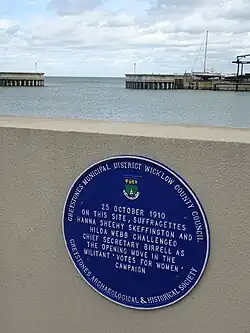 GREYSTONES MUNICIPAL DISTRICT WICKLOW COUNTY COUNCIL
25 OCTOBER 1910
ON THIS SITE, SUFFRAGETTES
HANNA SHEEHY SKEFFINGTON AND
HILDA WEBB CHALLENGED
CHIEF SECRETARY BIRRELL AS
THE OPENING MOVE IN THE
MILITANT 'VOTES FOR WOMEN'
CAMPAIGN
GREYSTONES ARCHAEOLOGICAL & HISTORICAL SOCIETY